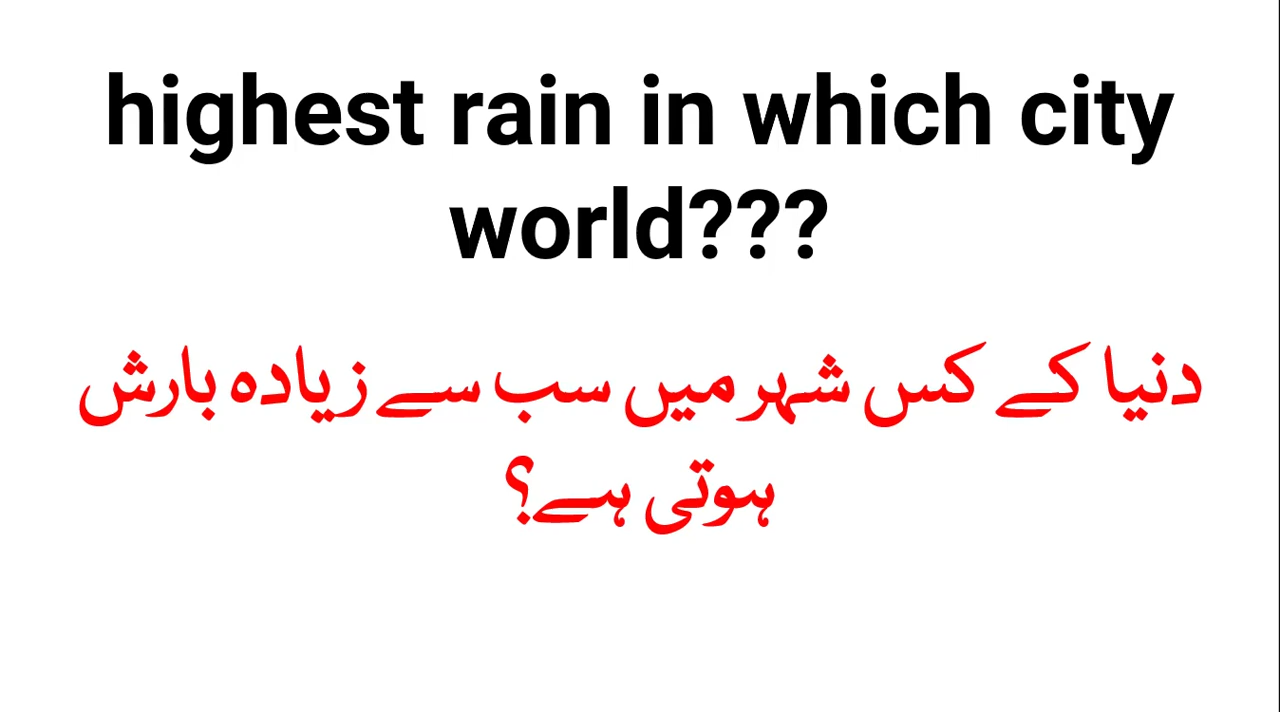 highest rain in which city
world???
دنیا کے کس شہر میں سب سے زیادہ بارش
ہوتی ہے؟